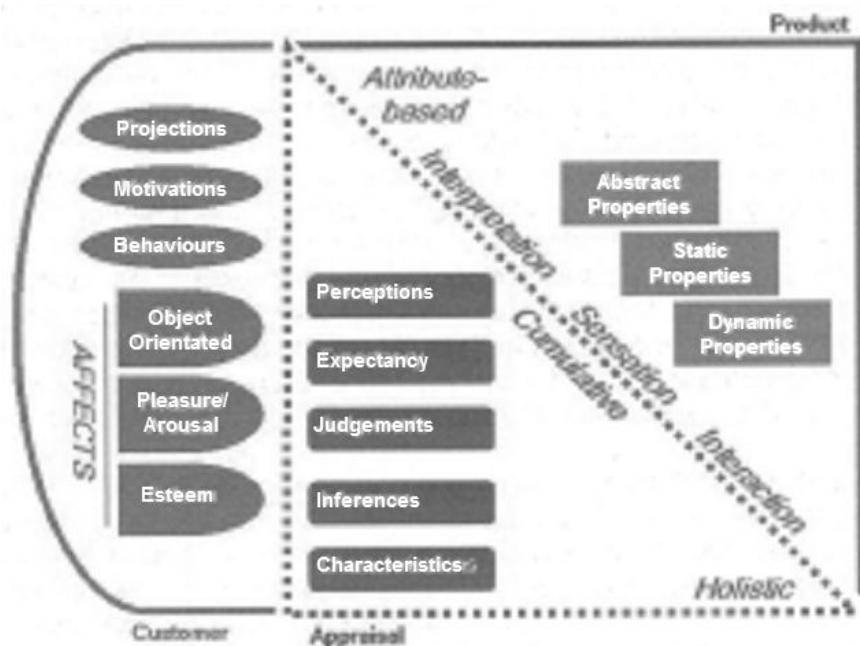 Product
Attribute-
based
Projections
Interpretation
Abstract
Properties
Motivations
Static
Properties
Behaviours
Perceptions
Sensation
Dynamic
Properties
Object
Orientated
Cumulative
Expectancy
AFFECTS
Pleasure/
Arousal
Judgements
Interaction
Esteem
Inferences
Characteristics
Holistic
Customer
Appraisal